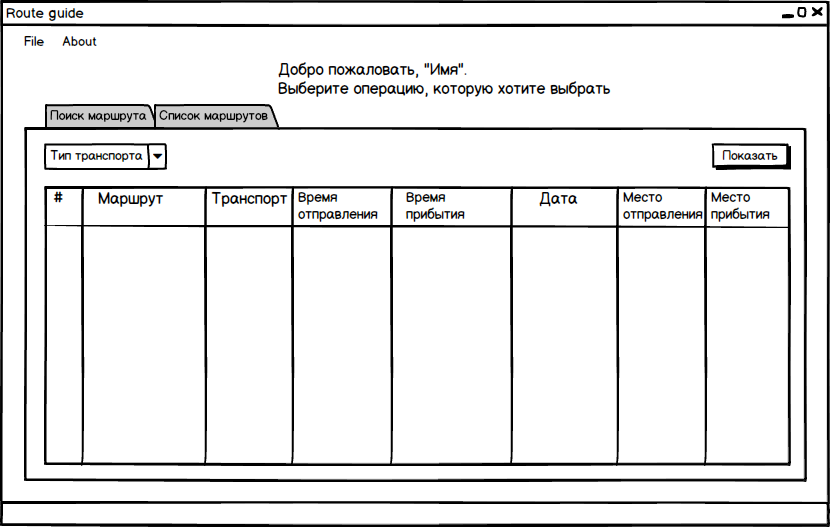 Route guide
File About
Добро пожаловать, "Имя".
Выберите операцию, которую хотите выбрать
Поиск маршрута Список маршрутов
Тип транспорта Показать
# Маршрут Транспорт Время отправления Время прибытия Дата Место отправления Место прибытия